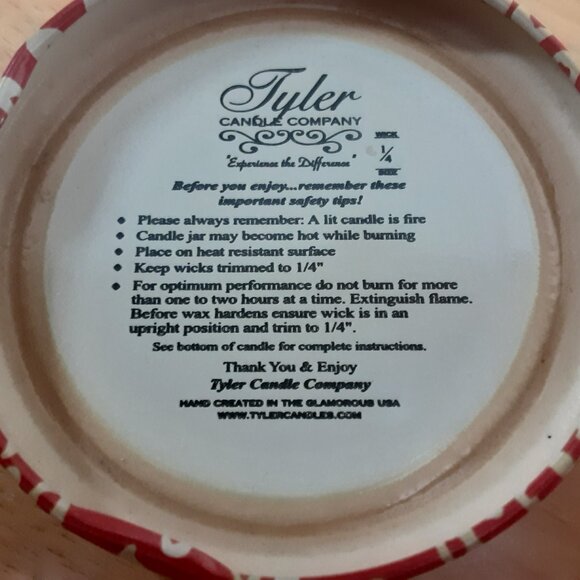 Tyler
CANDLE COMPANY
"Experience the Difference"
WICK
1/4
SIZE
Before you enjoy...remember these
important safety tips!
• Please always remember: A lit candle is fire
• Candle jar may become hot while burning
• Place on heat resistant surface
• Keep wicks trimmed to 1/4"
• For optimum performance do not burn for more
than one to two hours at a time. Extinguish flame.
Before wax hardens ensure wick is in an
upright position and trim to 1/4".
See bottom of candle for complete instructions.
Thank You & Enjoy
Tyler Candle Company
HAND CREATED IN THE GLAMOROUS USA
WWW.TYLERCANDLES.COM